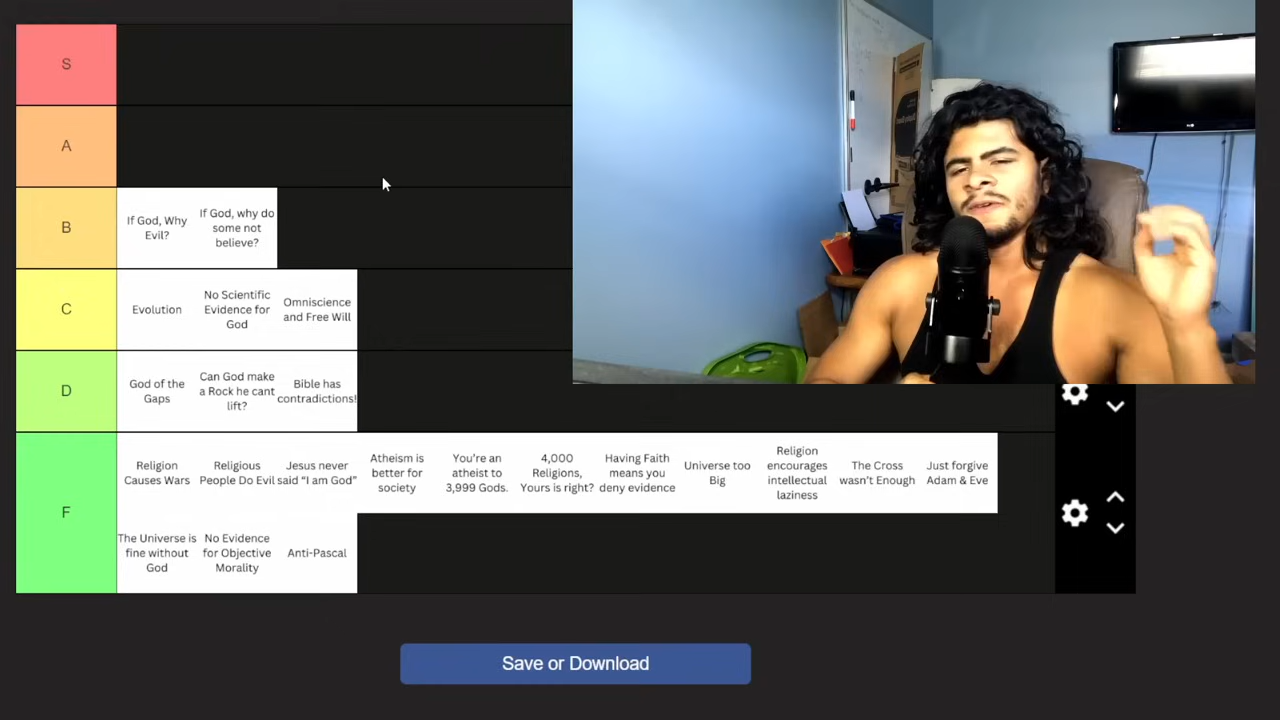 S
A
B
If God, Why
Evil?
If God, why do
some not
believe?
C
Evolution
No Scientific
Evidence for
God
Omniscience
and Free Will
D
God of the
Gaps
Can God make
a Rock he cant
lift?
Bible has
contradictions!
F
Religion
Causes Wars
Religious
People Do Evil
Jesus never
said “I am God”
Atheism is
better for
society
You're an
atheist to
3,999 Gods.
4,000
Religions,
Yours is right?
Having Faith
means you
deny evidence
Universe too
Big
Religion
encourages
intellectual
laziness
The Cross
wasn't Enough
Just forgive
Adam & Eve
The Universe is
fine without
God
No Evidence
for Objective
Morality
Anti-Pascal
Save or Download